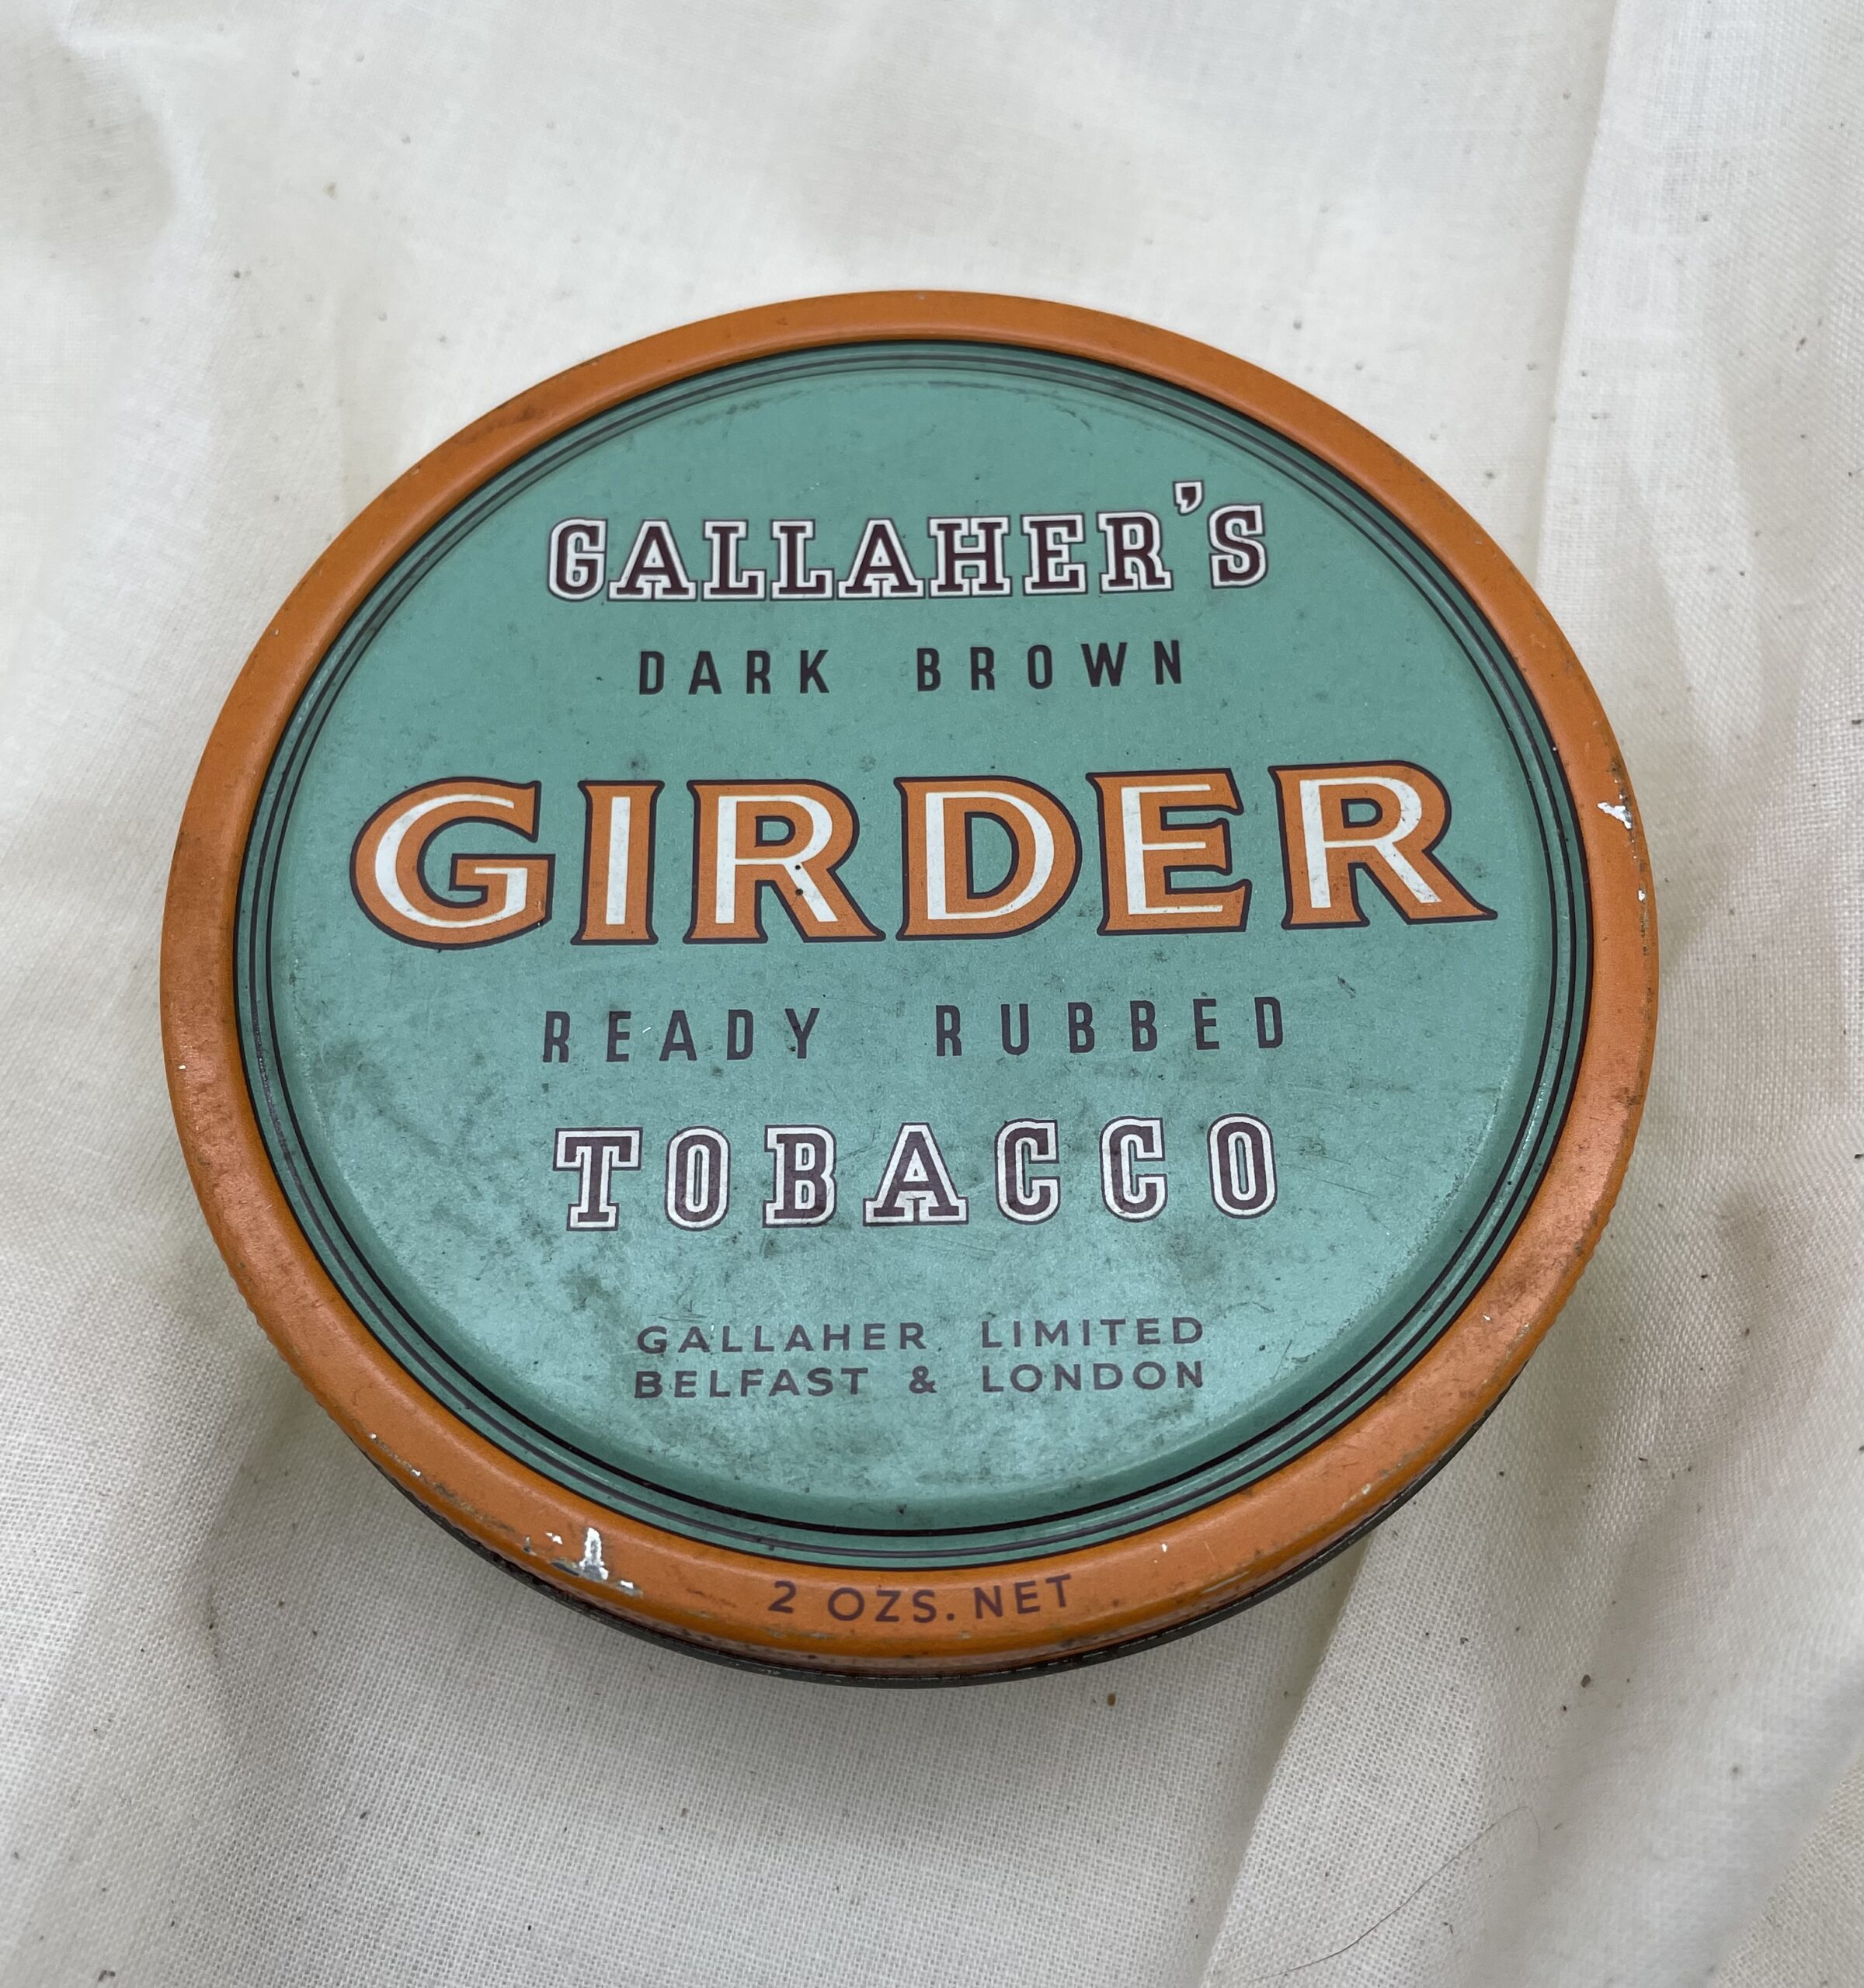 GALLAHER'S
DARK BROWN
GIRDER
READY RUBBED
TOBACCO
GALLAHER LIMITED
BELFAST & LONDON
2 OZS. NET